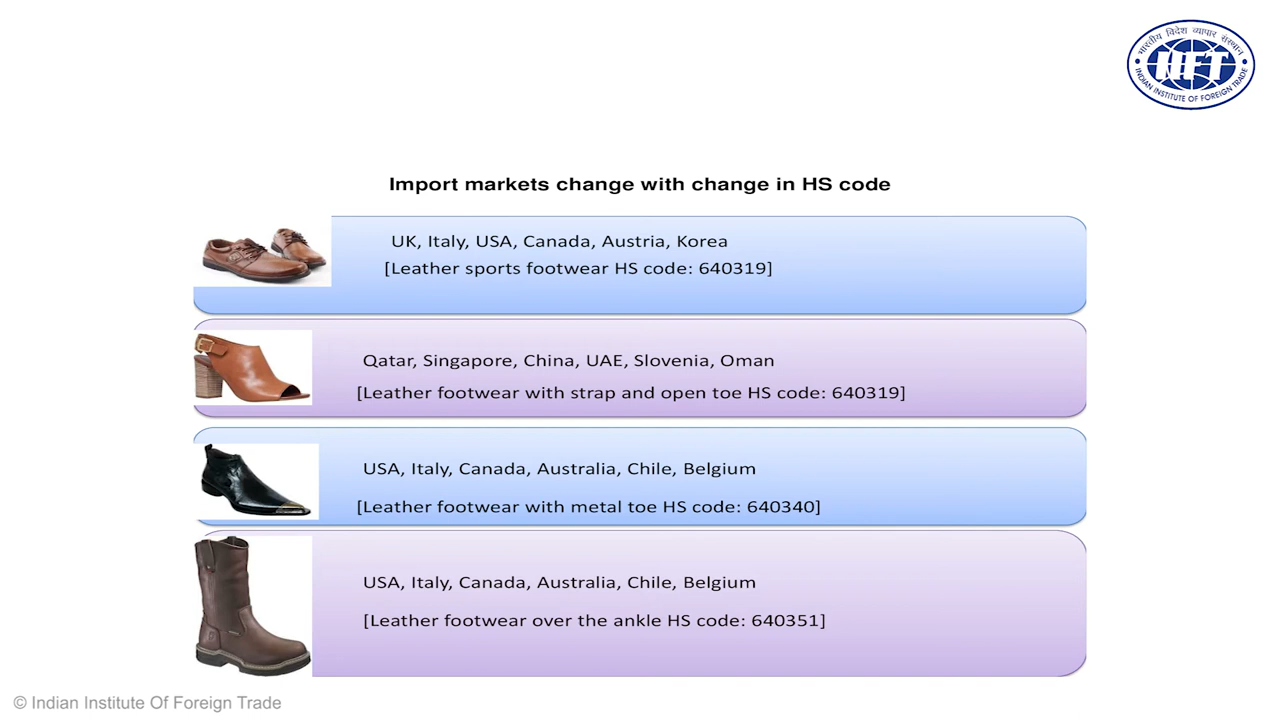 भारतीय विदेश व्यापार संस्थान
IIFT
INDIAN INSTITUTE OF FOREIGN TRADE
Import markets change with change in HS code
UK, Italy, USA, Canada, Austria, Korea
[Leather sports footwear HS code: 640319]
Qatar, Singapore, China, UAE, Slovenia, Oman
[Leather footwear with strap and open toe HS code: 640319]
USA, Italy, Canada, Australia, Chile, Belgium
[Leather footwear with metal toe HS code: 640340]
USA, Italy, Canada, Australia, Chile, Belgium
[Leather footwear over the ankle HS code: 640351]
© Indian Institute Of Foreign Trade